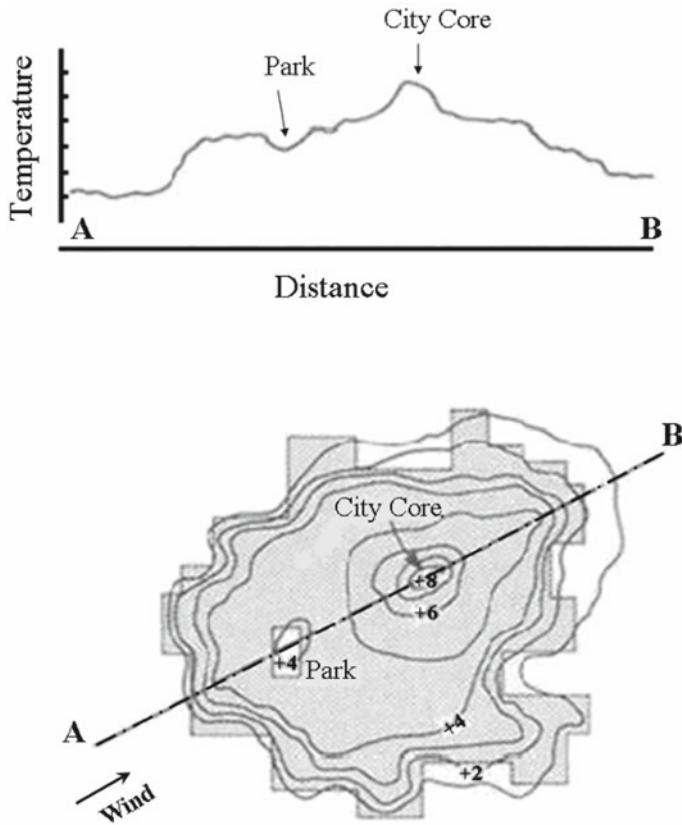 City Core
Park
Temperature
A
B
Distance
B
City Core
+8
+6
+4
Park
A
+4
+2
Wind